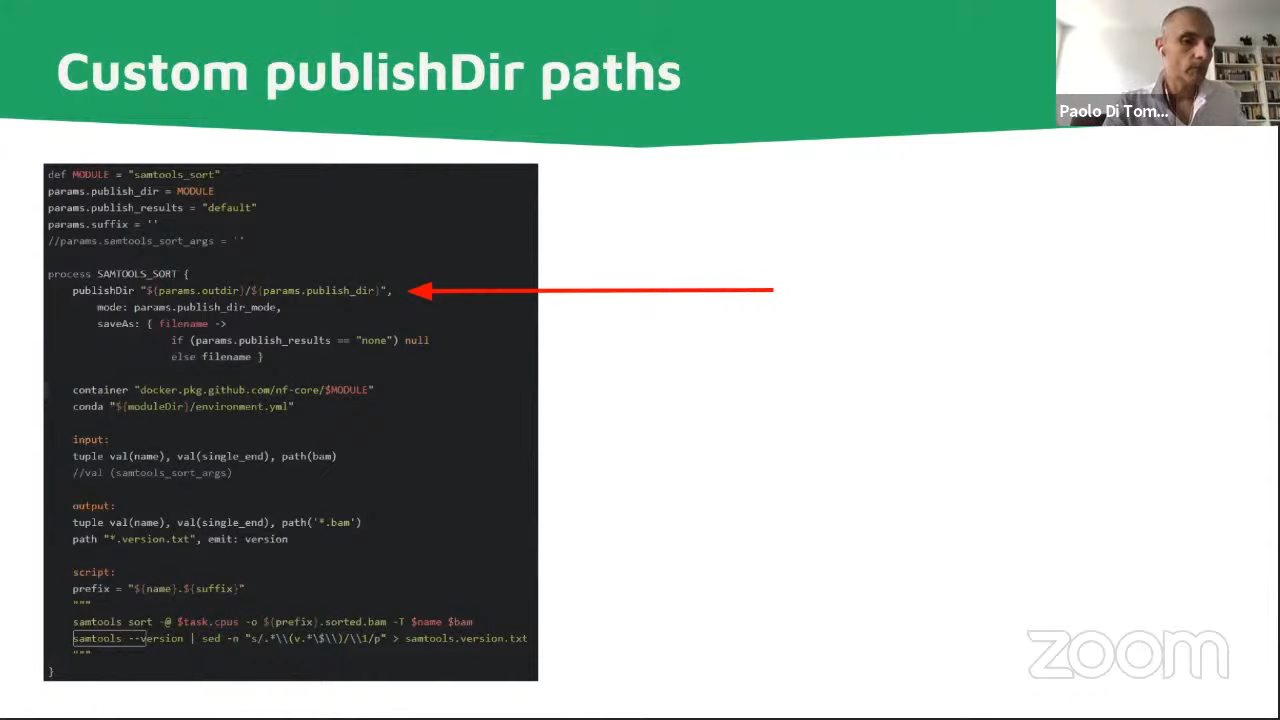 Custom publishDir paths
Paolo Di Tom...
def MODULE = "samtools_sort"
params.publish_dir = MODULE
params.publish_results = "default"
params.suffix = ''
//params.samtools_sort_args = ''
process SAMTOOLS_SORT {
publishDir "${params.outdir}/${params.publish_dir}",
mode: params.publish_dir_mode,
saveAs: { filename ->
if (params.publish_results == "none") null
else filename }
container "docker.pkg.github.com/nf-core/$MODULE"
conda "${moduleDir}/environment.yml"
input:
tuple val(name), val(single_end), path(bam)
//val (samtools_sort_args)
output:
tuple val(name), val(single_end), path('*.bam')
path "*.version.txt", emit: version
script:
prefix = "${name}.${suffix}"
"""
samtools sort -@ $task.cpus -o ${prefix}.sorted.bam -T $name $bam
samtools --version | sed -n "s/.*\\(v.*\$\\)/\\1/p" > samtools.version.txt
"""
}
zoom